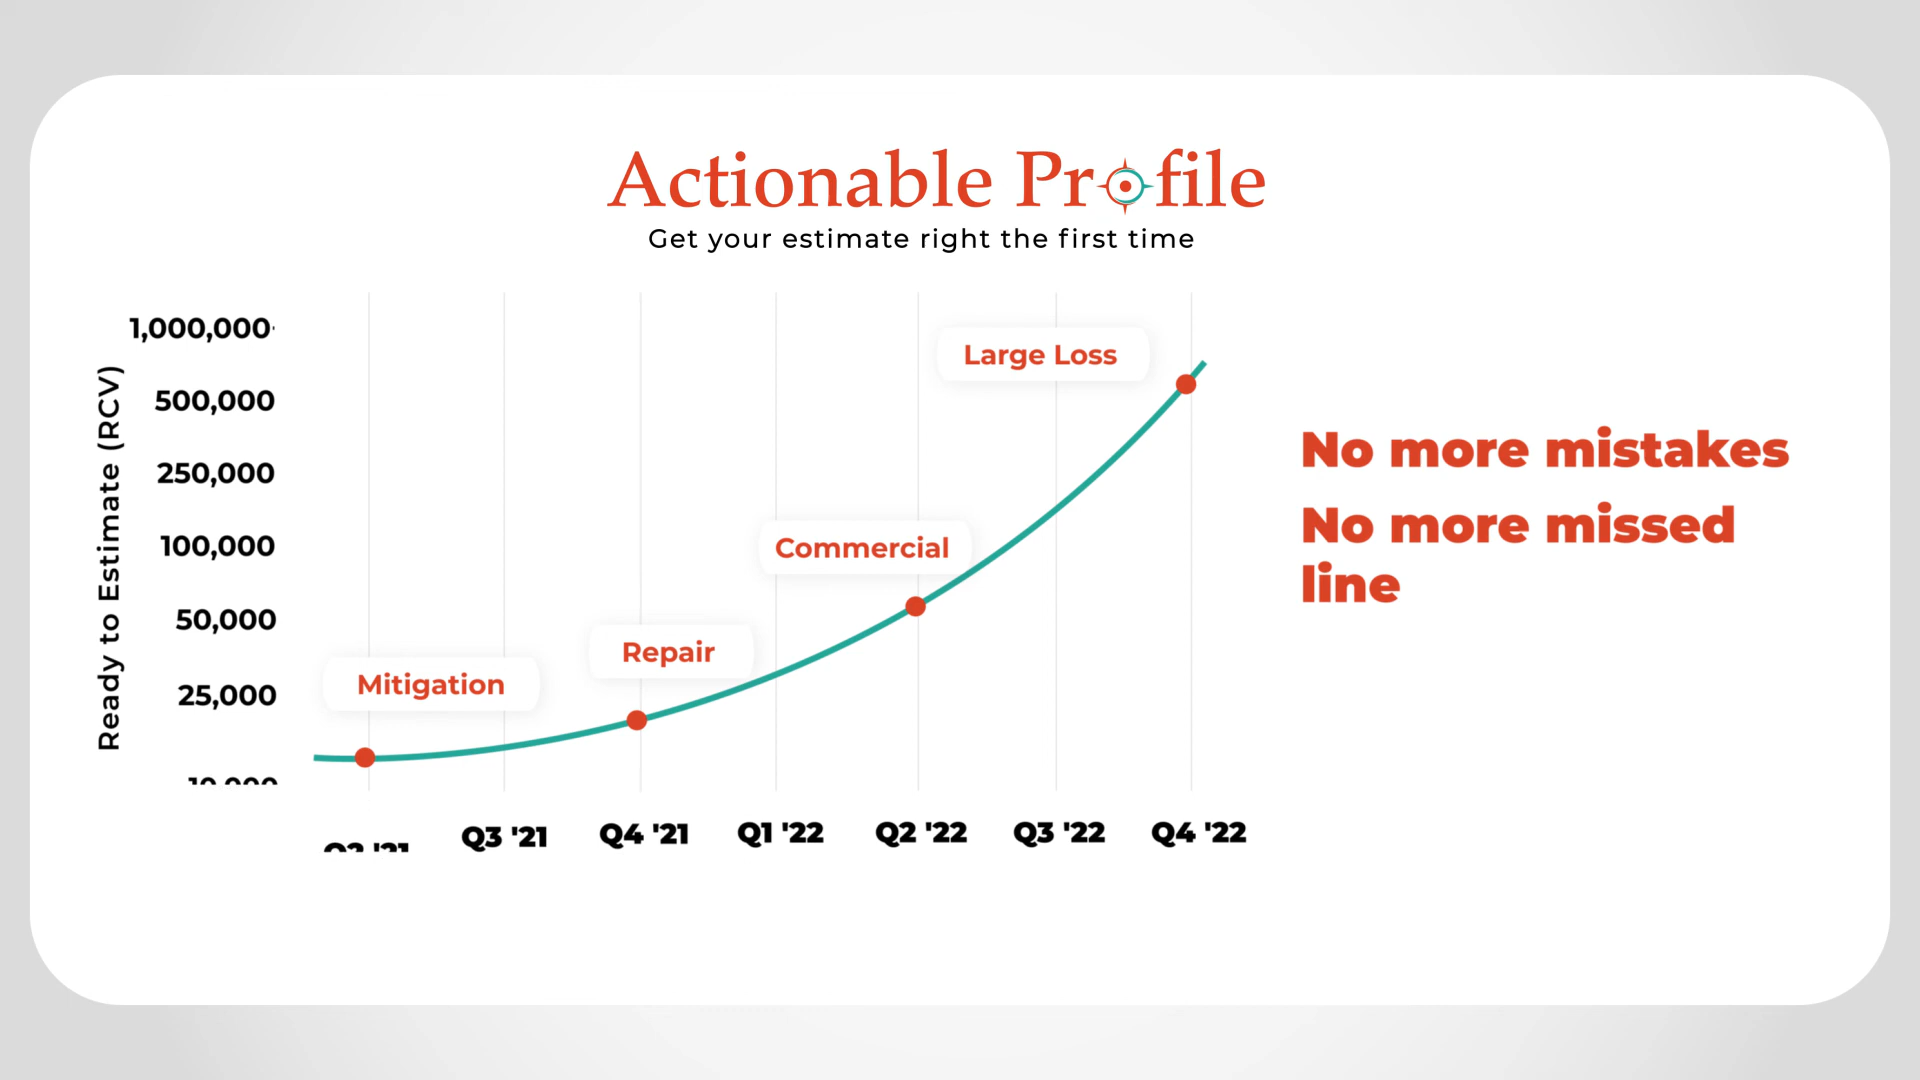 Actionable Profile
Get your estimate right the first time
Ready to Estimate (RCV)
1,000,000
500,000
250,000
100,000
50,000
25,000
10,000
Large Loss
Commercial
Repair
Mitigation
No more mistakes
No more missed
line
Q3 '21
Q4 '21
Q1 '22
Q2 '22
Q3 '22
Q4 '22